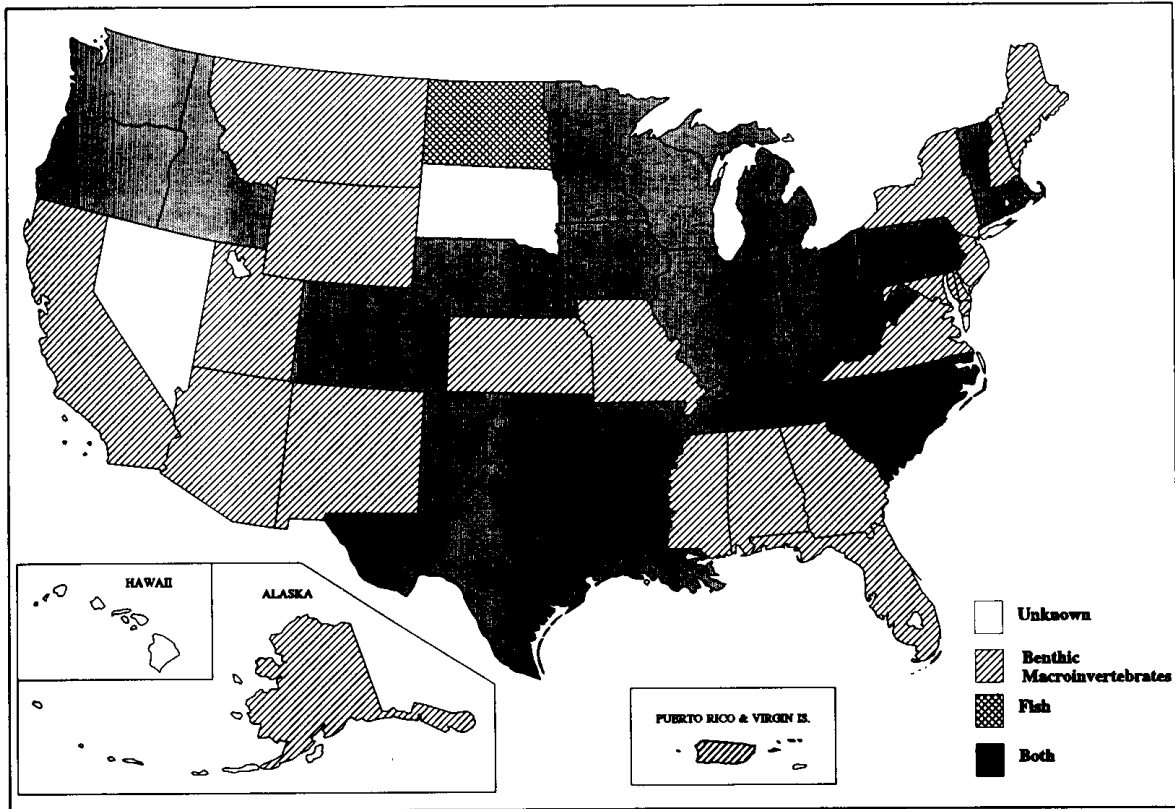 HAWAII
ALASKA
PUERTO RICO & VIRGIN IS.
Unknown
Benthic
Macroinvertebrates
Fish
Both